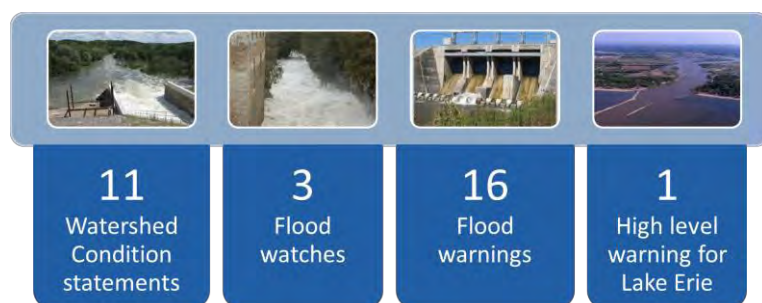 11
Watershed
Condition
statements
3
Flood
watches
16
Flood
warnings
1
High level
warning for
Lake Erie